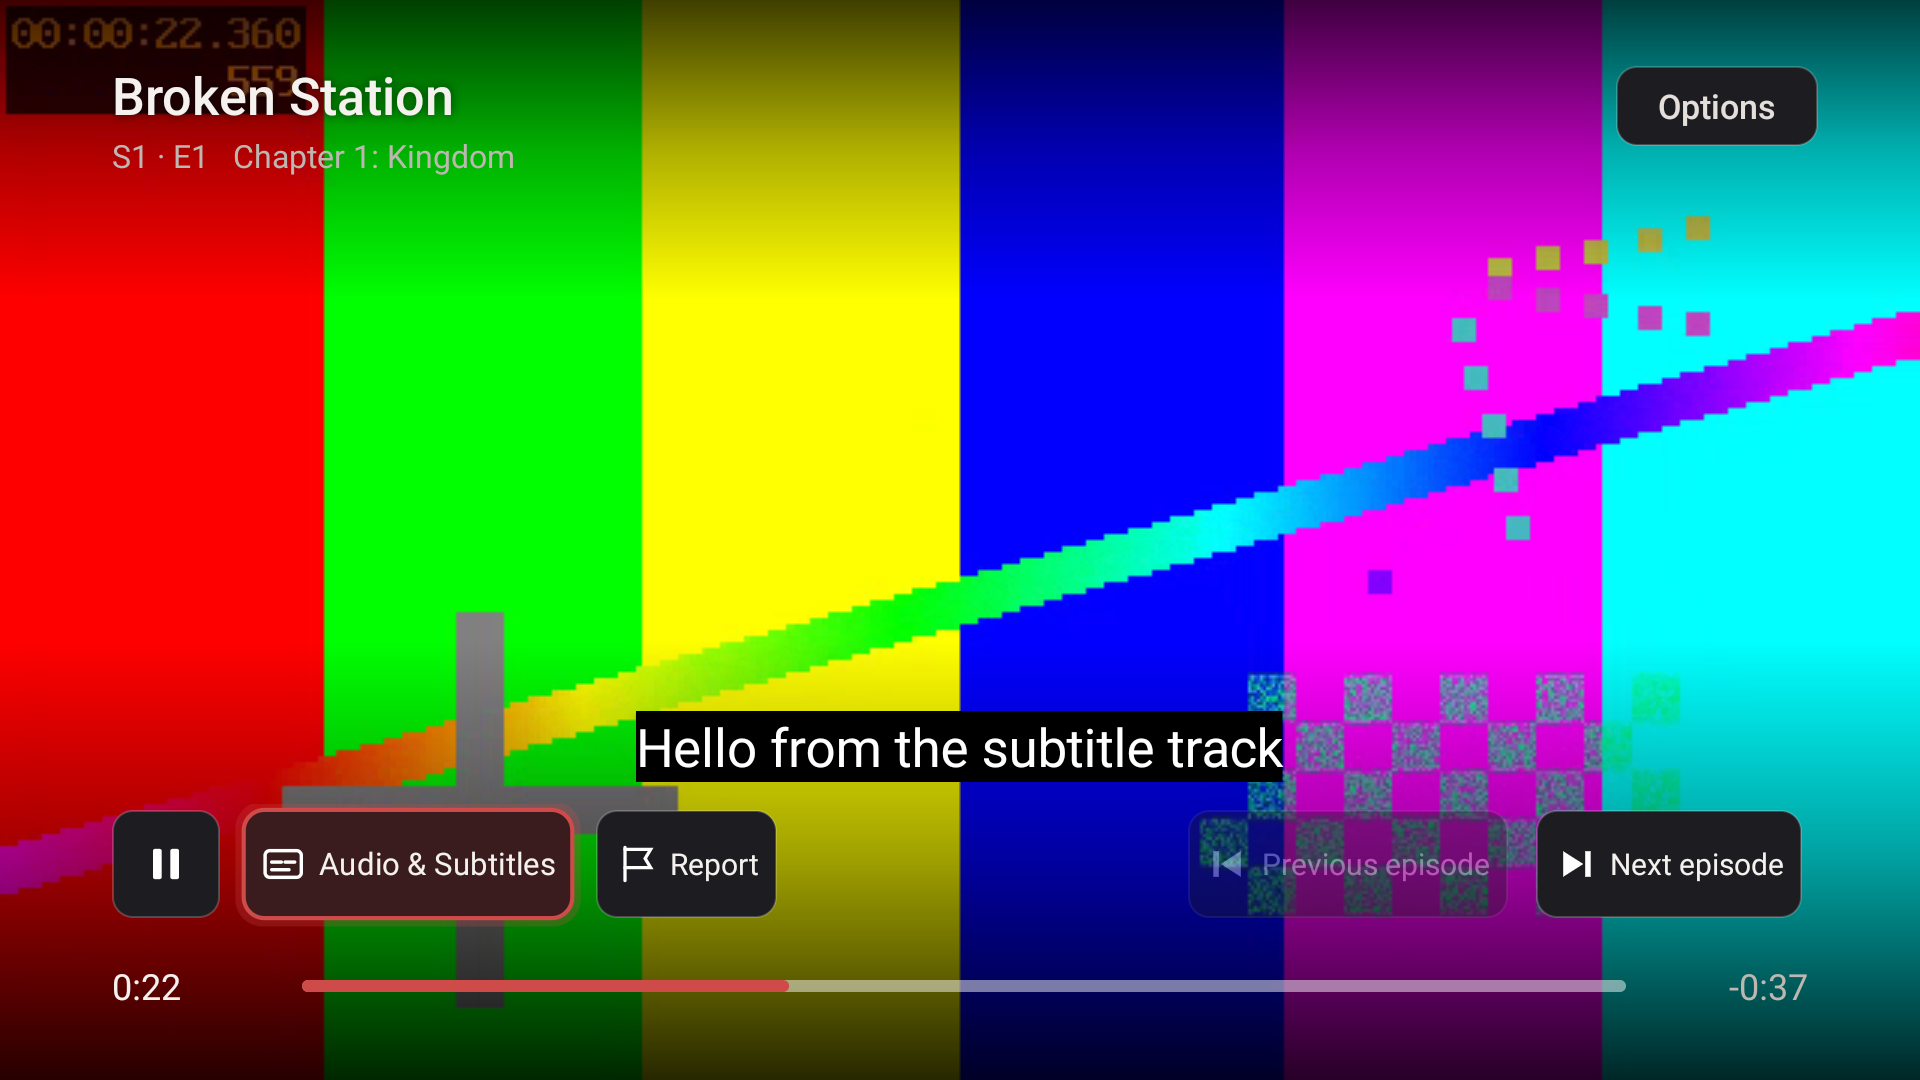 00:00:22.360
559
Broken Station
S1 · E1 Chapter 1: Kingdom
Options
Hello from the subtitle track
Audio & Subtitles
Report
Previous episode
Next episode
0:22
-0:37